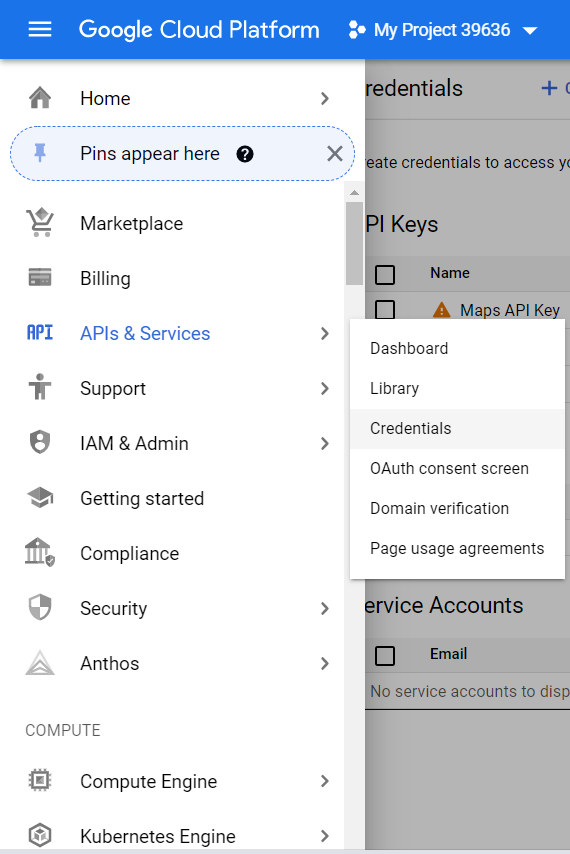 Google Cloud Platform
My Project 39636
Home
Pins appear here
Marketplace
Billing
API
APIs & Services
Support
IAM & Admin
Getting started
Compliance
Security
Anthos
COMPUTE
Compute Engine
Kubernetes Engine
redentials
reate credentials to access
PI Keys
Name
Maps API Key
Dashboard
Library
Credentials
OAuth consent screen
Domain verification
Page usage agreements
ervice Accounts
Email
No service accounts to disp